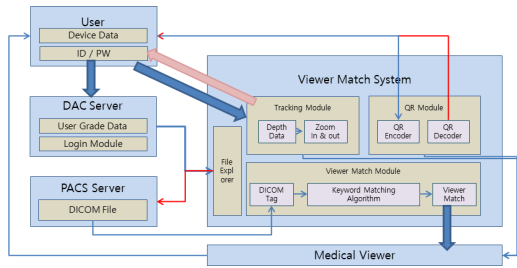 User
Device Data
ID / PW
DAC Server
User Grade Data
Login Module
PACS Server
DICOM File
Viewer Match System
Tracking Module
Depth
Data
Zoom
In & out
QR Module
QR
Encoder
QR
Decoder
File
Expl
orer
Viewer Match Module
DICOM
Tag
Keyword Matching
Algorithm
Viewer
Match
Medical Viewer